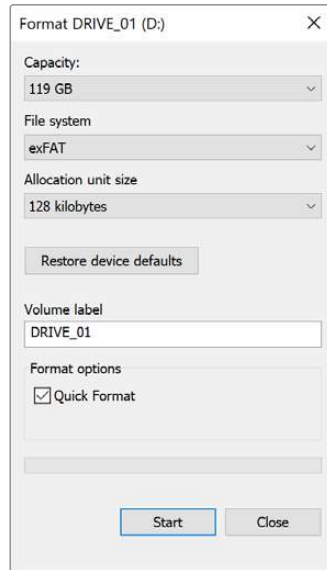 Format DRIVE_01 (D:)
Capacity:
119 GB
File system
exFAT
Allocation unit size
128 kilobytes
Restore device defaults
Volume label
DRIVE_01
Format options
Quick Format
Start Close